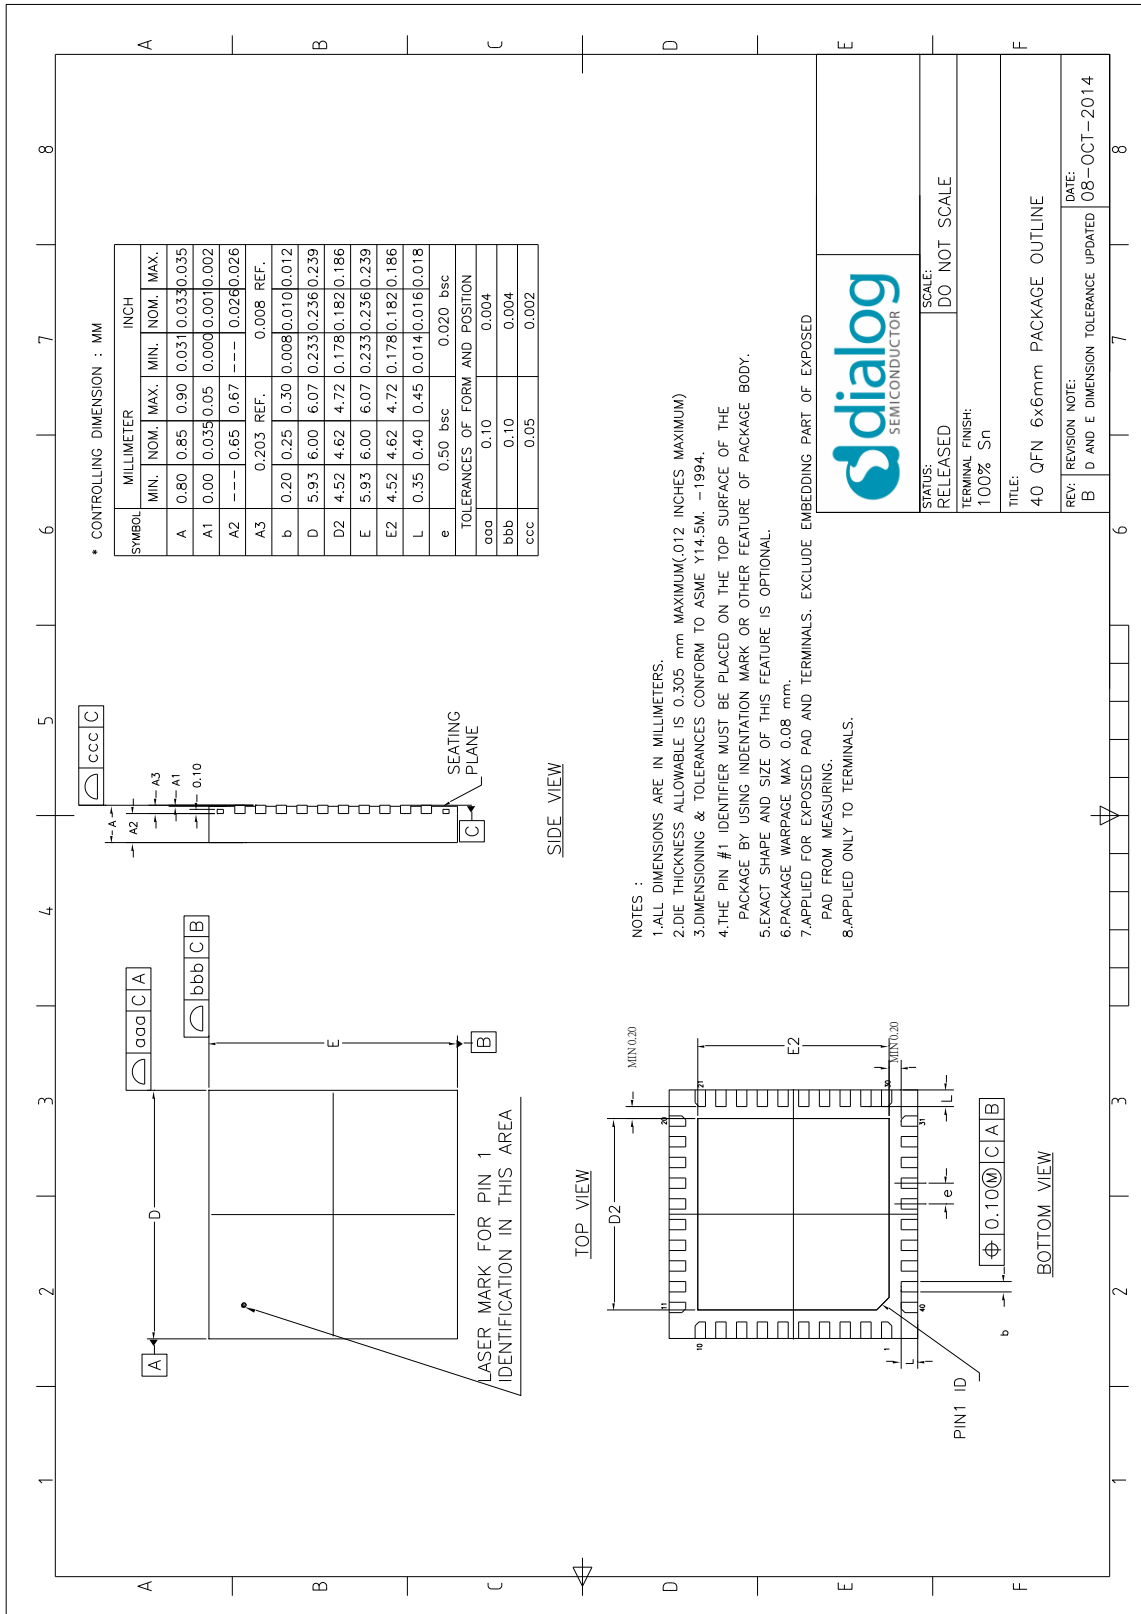 1 2 3 4 5 6 7 8
A B C D E F
* CONTROLLING DIMENSION : MM
SYMBOL MILLIMETER INCH
MIN. NOM. MAX. MIN. NOM. MAX.
A 0.80 0.85 0.90 0.031 0.033 0.035
A1 0.00 0.035 0.05 0.000 0.001 0.002
A2 --- 0.65 0.67 --- 0.026 0.026
A3 0.203 REF. 0.008 REF.
b 0.20 0.25 0.30 0.008 0.010 0.012
D 5.93 6.00 6.07 0.233 0.236 0.239
D2 4.52 4.62 4.72 0.178 0.182 0.186
E 5.93 6.00 6.07 0.233 0.236 0.239
E2 4.52 4.62 4.72 0.178 0.182 0.186
L 0.35 0.40 0.45 0.014 0.016 0.018
e 0.50 bsc 0.020 bsc
TOLERANCES OF FORM AND POSITION
aaa 0.10 0.004
bbb 0.10 0.004
ccc 0.05 0.002
aaa C A
bbb C B
D
E
A
B
LASER MARK FOR PIN 1
IDENTIFICATION IN THIS AREA
TOP VIEW
ccc C
A
A2
A3
A1
0.10
SEATING
PLANE
C
SIDE VIEW
D2
E2
MIN 0.20
MIN 0.20
20
21
11
10
30
31
1
40
L
L
e
b
0.10 M C A B
PIN1 ID
BOTTOM VIEW
NOTES :
1.ALL DIMENSIONS ARE IN MILLIMETERS.
2.DIE THICKNESS ALLOWABLE IS 0.305 mm MAXIMUM(.012 INCHES MAXIMUM)
3.DIMENSIONING & TOLERANCES CONFORM TO ASME Y14.5M. -1994.
4.THE PIN #1 IDENTIFIER MUST BE PLACED ON THE TOP SURFACE OF THE
PACKAGE BY USING INDENTATION MARK OR OTHER FEATURE OF PACKAGE BODY.
5.EXACT SHAPE AND SIZE OF THIS FEATURE IS OPTIONAL.
6.PACKAGE WARPAGE MAX 0.08 mm.
7.APPLIED FOR EXPOSED PAD AND TERMINALS. EXCLUDE EMBEDDING PART OF EXPOSED
PAD FROM MEASURING.
8.APPLIED ONLY TO TERMINALS.
dialog
SEMICONDUCTOR
STATUS:
RELEASED
SCALE:
DO NOT SCALE
TERMINAL FINISH:
100% Sn
TITLE:
40 QFN 6x6mm PACKAGE OUTLINE
REV:
B
REVISION NOTE:
D AND E DIMENSION TOLERANCE UPDATED
DATE:
08-OCT-2014
A B C D E F
1 2 3 6 7 8